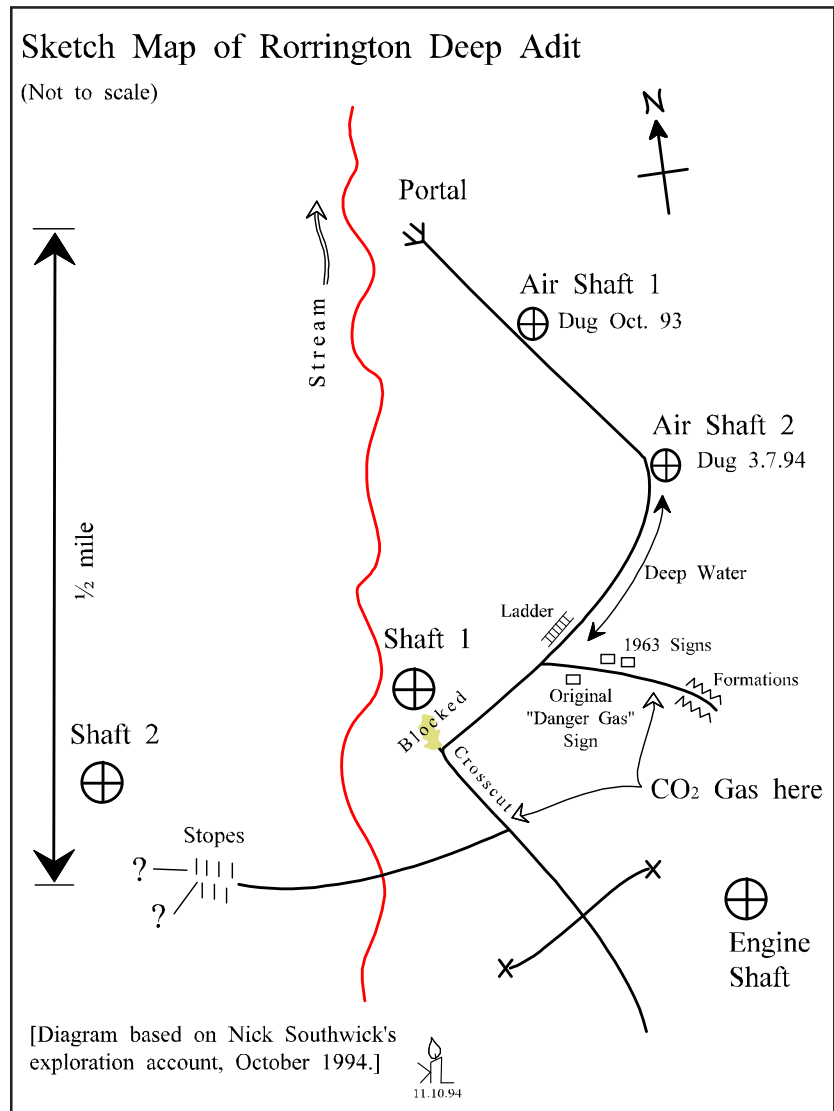 Sketch Map of Rorrington Deep Adit
(Not to scale)
N
Portal
Air Shaft 1
Dug Oct. 93
Stream
Air Shaft 2
Dug 3.7.94
½ mile
Deep Water
Ladder
Shaft 1
1963 Signs
Formations
Original
"Danger Gas"
Sign
Blocked
Crosscut
Shaft 2
CO₂ Gas here
Stopes
?
?
Engine
Shaft
[Diagram based on Nick Southwick's
exploration account, October 1994.]
11.10.94